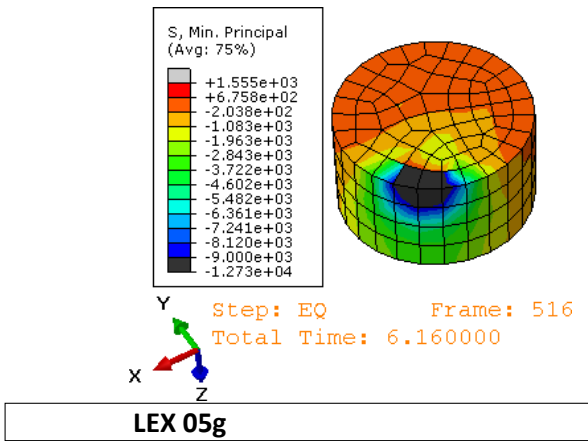 S, Min. Principal
(Avg: 75%)
+1.555e+03
+6.758e+02
-2.038e+02
-1.083e+03
-1.963e+03
-2.843e+03
-3.722e+03
-4.602e+03
-5.482e+03
-6.361e+03
-7.241e+03
-8.120e+03
-9.000e+03
-1.273e+04
Y
X
Z
Step: EQ Frame: 516
Total Time: 6.160000
LEX 05g